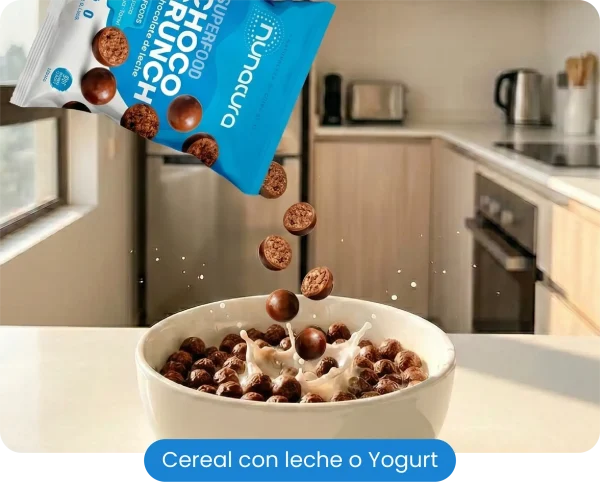 nunatura
SUPERFOOD
CHOCO
CRUNCH
chocolate de leche
Cereal con leche o Yogurt